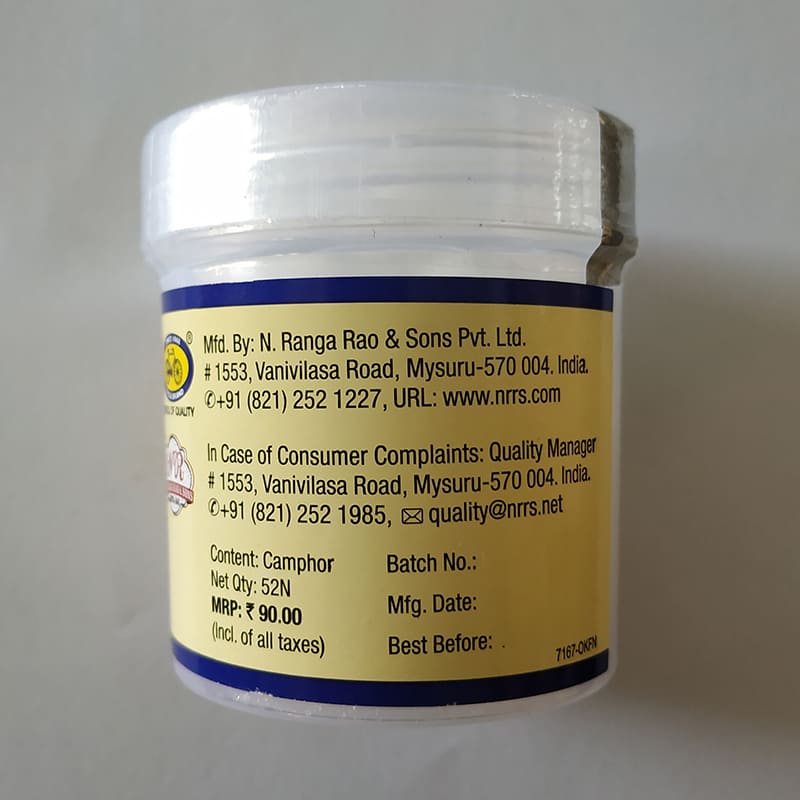 ®
OF QUALITY
Mfd. By: N. Ranga Rao & Sons Pvt. Ltd.
# 1553, Vanivilasa Road, Mysuru-570 004. India.
✆+91 (821) 252 1227, URL: www.nrrs.com
In Case of Consumer Complaints: Quality Manager
# 1553, Vanivilasa Road, Mysuru-570 004. India.
✆+91 (821) 252 1985, ✉ quality@nrrs.net
Content: Camphor
Net Qty: 52N
MRP: ₹ 90.00
(Incl. of all taxes)
Batch No.:
Mfg. Date:
Best Before:
7167-OKFN